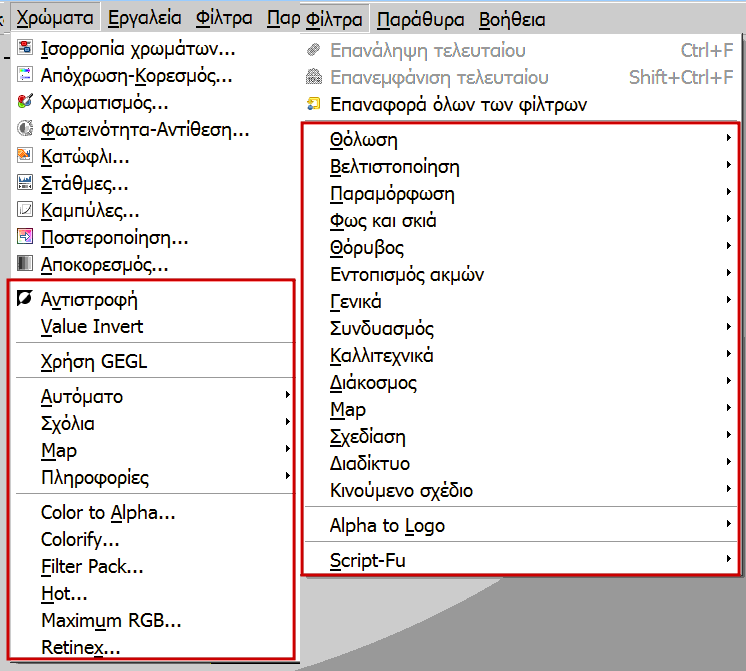 Χρώματα Εργαλεία Φίλτρα Παρ
Ισορροπία χρωμάτων...
Απόχρωση-Κορεσμός...
Χρωματισμός...
Φωτεινότητα-Αντίθεση...
Κατώφλι...
Στάθμες...
Καμπύλες...
Ποστεροποίηση...
Αποκορεσμός...
Αντιστροφή
Value Invert
Χρήση GEGL
Αυτόματο
Σχόλια
Map
Πληροφορίες
Color to Alpha...
Colorify...
Filter Pack...
Hot...
Maximum RGB...
Retinex...
Φίλτρα Παράθυρα Βοήθεια
Επανάληψη τελευταίου Ctrl+F
Επανεμφάνιση τελευταίου Shift+Ctrl+F
Επαναφορά όλων των φίλτρων
Θόλωση
Βελτιστοποίηση
Παραμόρφωση
Φως και σκιά
Θόρυβος
Εντοπισμός ακμών
Γενικά
Συνδυασμός
Καλλιτεχνικά
Διάκοσμος
Map
Σχεδίαση
Διαδίκτυο
Κινούμενο σχέδιο
Alpha to Logo
Script-Fu